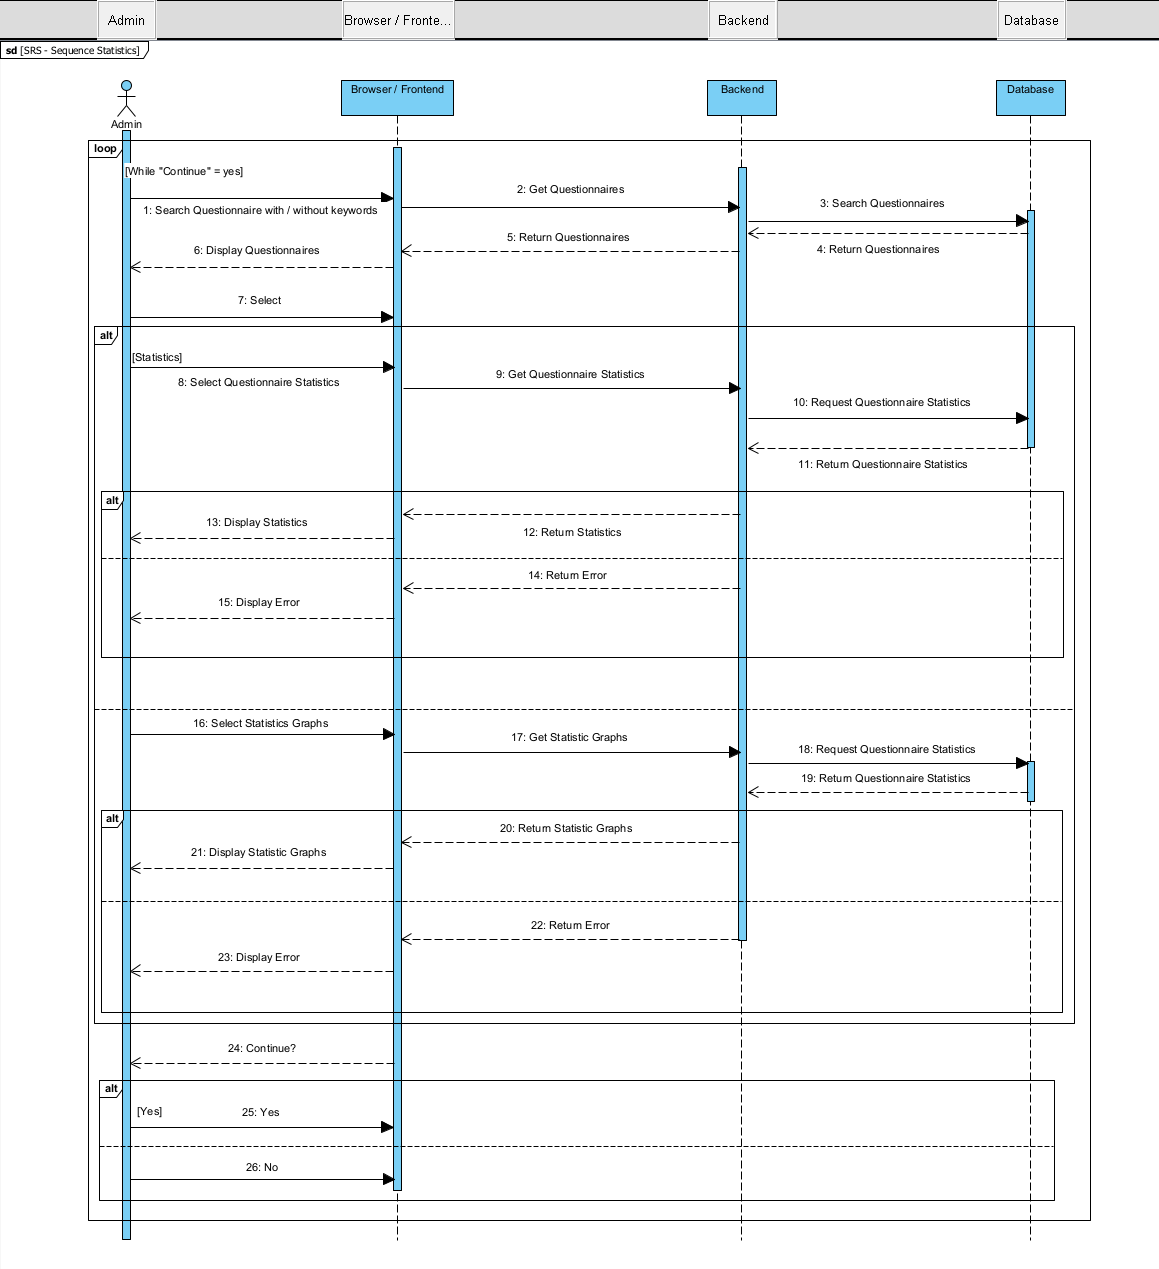 Admin
Browser / Fronte...
Backend
Database
sd [SRS - Sequence Statistics]
Browser / Frontend
Backend
Database
Admin
loop
[While "Continue" = yes]
2: Get Questionnaires
3: Search Questionnaires
1: Search Questionnaire with / without keywords
5: Return Questionnaires
4: Return Questionnaires
6: Display Questionnaires
7: Select
alt
[Statistics]
9: Get Questionnaire Statistics
8: Select Questionnaire Statistics
10: Request Questionnaire Statistics
11: Return Questionnaire Statistics
alt
13: Display Statistics
12: Return Statistics
14: Return Error
15: Display Error
16: Select Statistics Graphs
17: Get Statistic Graphs
18: Request Questionnaire Statistics
19: Return Questionnaire Statistics
alt
20: Return Statistic Graphs
21: Display Statistic Graphs
22: Return Error
23: Display Error
24: Continue?
alt
[Yes]
25: Yes
26: No